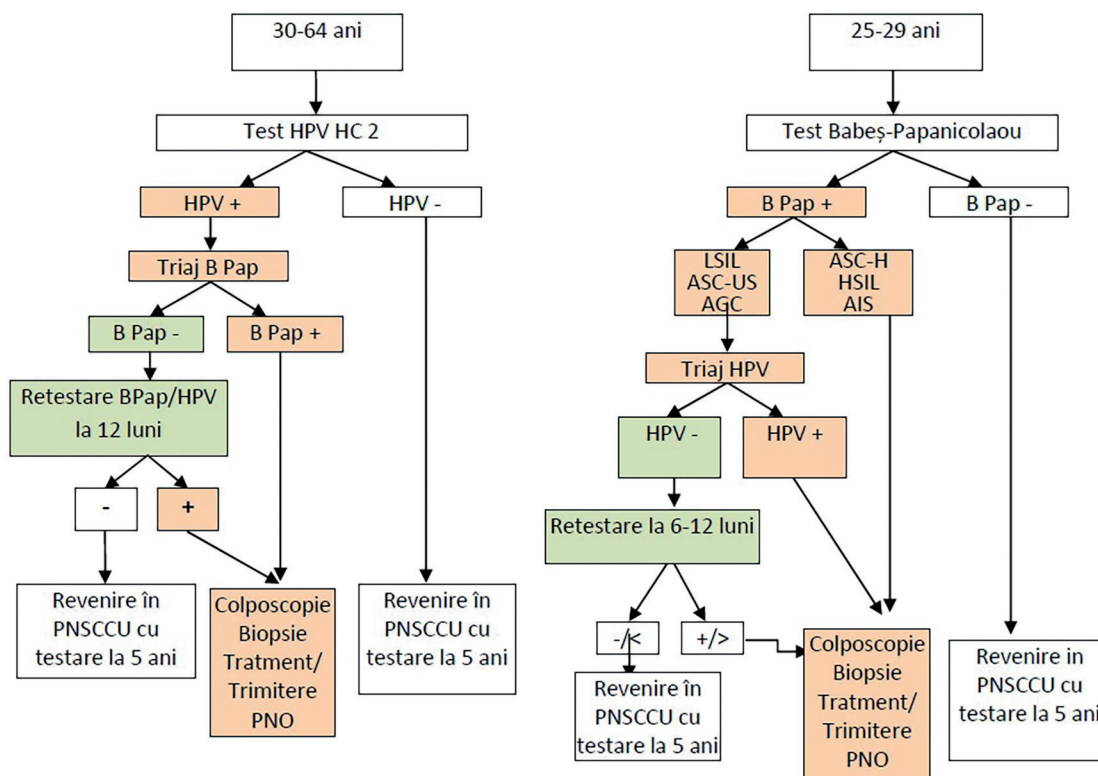 30-64 ani
Test HPV HC 2
HPV +
HPV -
Triaj B Pap
B Pap -
B Pap +
Retestare BPap/HPV
la 12 luni
-
+
Revenire în
PNSCCU cu
testare la 5 ani
Colposcopie
Biopsie
Tratment/
Trimitere
PNO
Revenire în
PNSCCU cu
testare la 5 ani
25-29 ani
Test Babeș-Papanicolaou
B Pap +
B Pap -
LSIL
ASC-US
AGC
ASC-H
HSIL
AIS
Triaj HPV
HPV -
HPV +
Retestare la 6-12 luni
-/<
+/>
Revenire în
PNSCCU cu
testare la 5 ani
Colposcopie
Biopsie
Tratment/
Trimitere
PNO
Revenire in
PNSCCU cu
testare la 5 ani